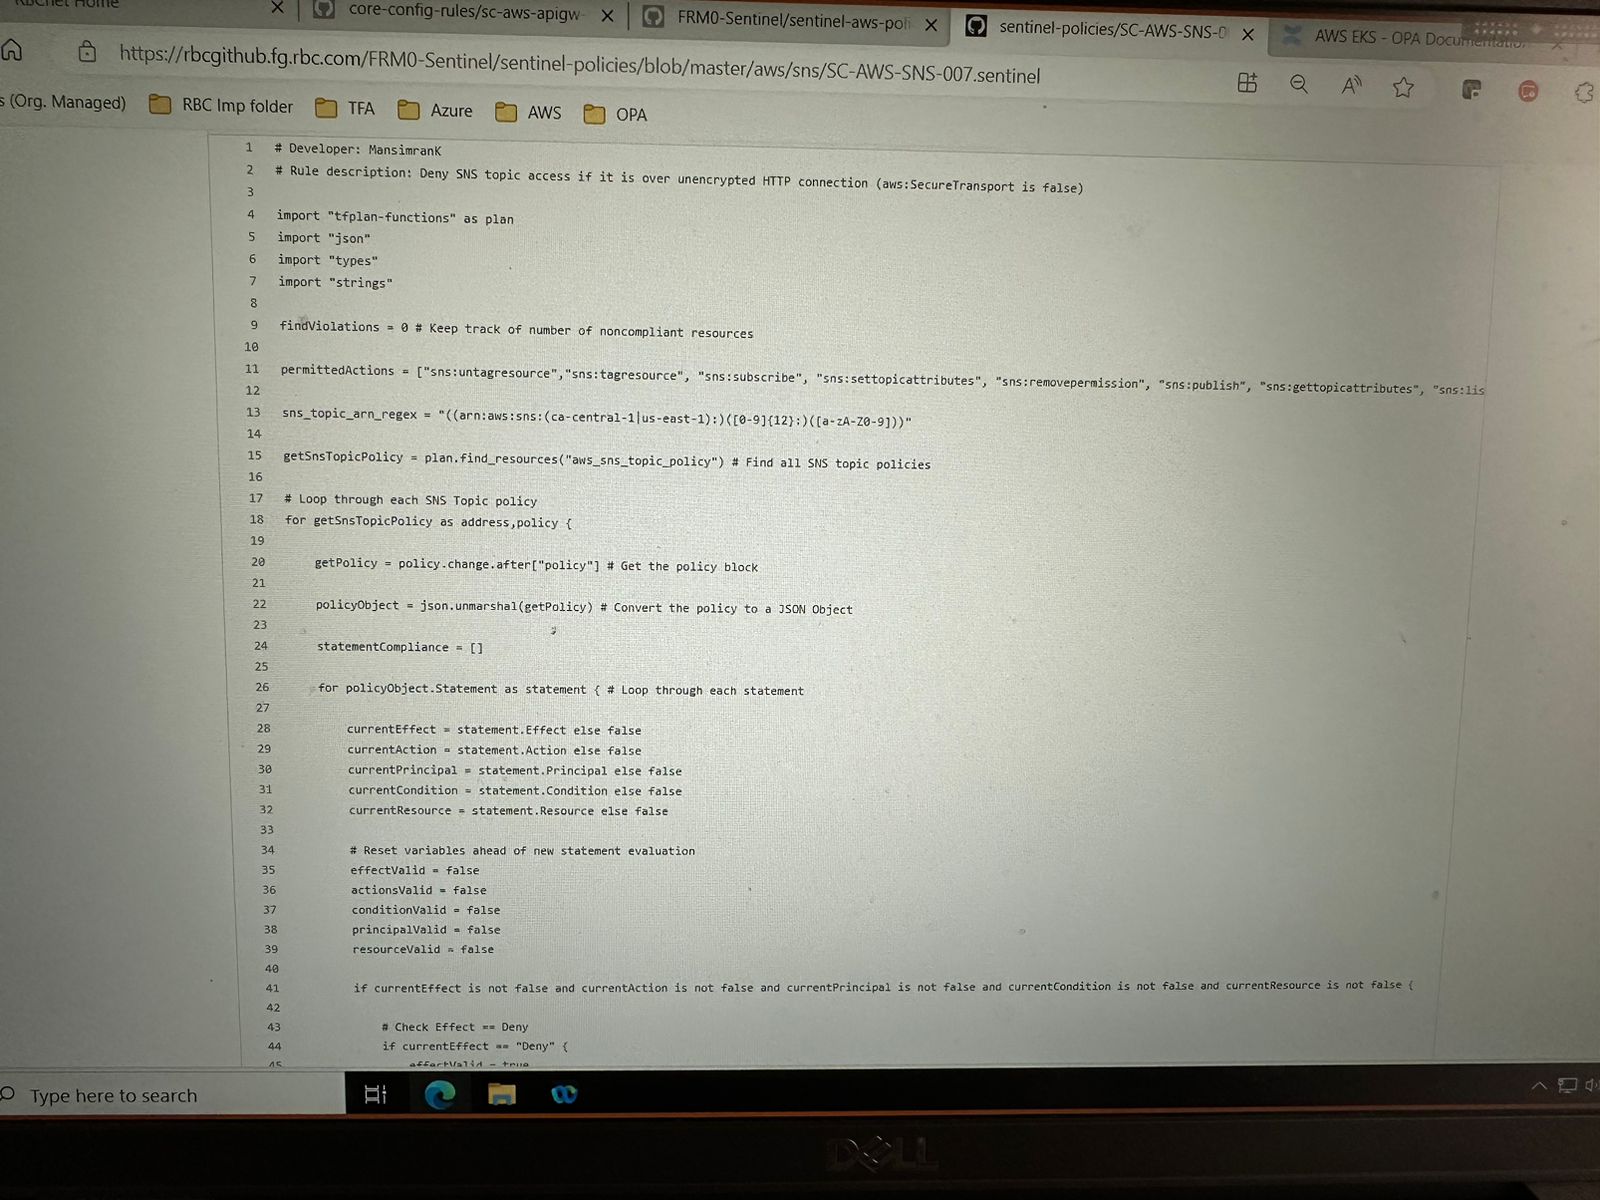 RBCnet Home
core-config-rules/sc-aws-apigw-
FRM0-Sentinel/sentinel-aws-poli
sentinel-policies/SC-AWS-SNS-0
AWS EKS - OPA Documentation
https://rbcgithub.fg.rbc.com/FRM0-Sentinel/sentinel-policies/blob/master/aws/sns/SC-AWS-SNS-007.sentinel
s (Org. Managed) RBC Imp folder TFA Azure AWS OPA
1 # Developer: MansimranK
2 # Rule description: Deny SNS topic access if it is over unencrypted HTTP connection (aws:SecureTransport is false)
3
4 import "tfplan-functions" as plan
5 import "json"
6 import "types"
7 import "strings"
8
9 findViolations = 0 # Keep track of number of noncompliant resources
10
11 permittedActions = ["sns:untagresource","sns:tagresource", "sns:subscribe", "sns:settopicattributes", "sns:removepermission", "sns:publish", "sns:gettopicattributes", "sns:lis
12
13 sns_topic_arn_regex = "((arn:aws:sns:(ca-central-1|us-east-1):)([0-9]{12}:)([a-zA-Z0-9]))"
14
15 getSnsTopicPolicy = plan.find_resources("aws_sns_topic_policy") # Find all SNS topic policies
16
17 # Loop through each SNS Topic policy
18 for getSnsTopicPolicy as address,policy {
19
20 getPolicy = policy.change.after["policy"] # Get the policy block
21
22 policyObject = json.unmarshal(getPolicy) # Convert the policy to a JSON Object
23
24 statementCompliance = []
25
26 for policyObject.Statement as statement { # Loop through each statement
27
28 currentEffect = statement.Effect else false
29 currentAction = statement.Action else false
30 currentPrincipal = statement.Principal else false
31 currentCondition = statement.Condition else false
32 currentResource = statement.Resource else false
33
34 # Reset variables ahead of new statement evaluation
35 effectValid = false
36 actionsValid = false
37 conditionValid = false
38 principalValid = false
39 resourceValid = false
40
41 if currentEffect is not false and currentAction is not false and currentPrincipal is not false and currentCondition is not false and currentResource is not false {
42
43 # Check Effect == Deny
44 if currentEffect == "Deny" {
45 effectValid = true
Type here to search
DELL